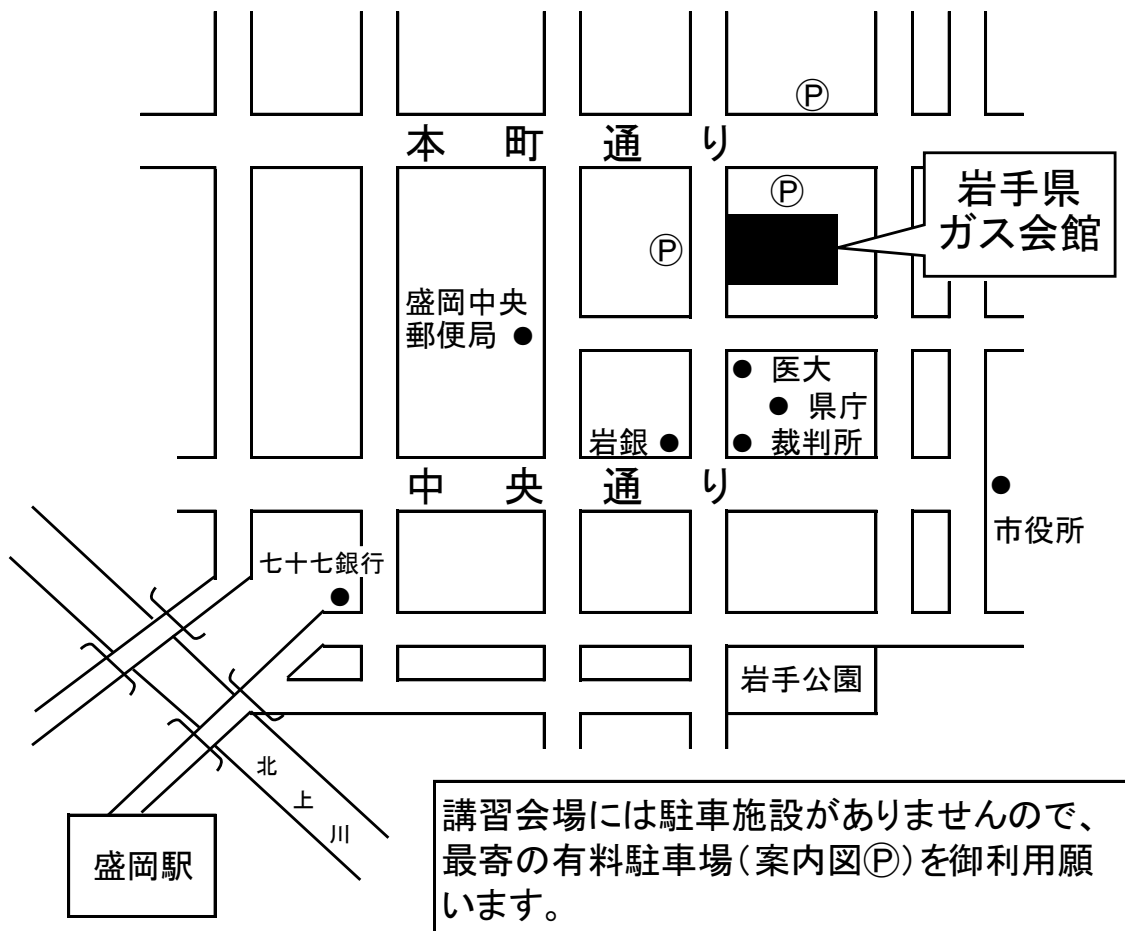 Ⓟ
本町通り
Ⓟ
岩手県
ガス会館
Ⓟ
盛岡中央
郵便局 ●
● 医大
● 県庁
岩銀 ●
● 裁判所
中央通り
●
市役所
七十七銀行
●
岩手公園
北上川
盛岡駅
講習会場には駐車施設がありませんので、
最寄の有料駐車場(案内図Ⓟ)を御利用願
います。